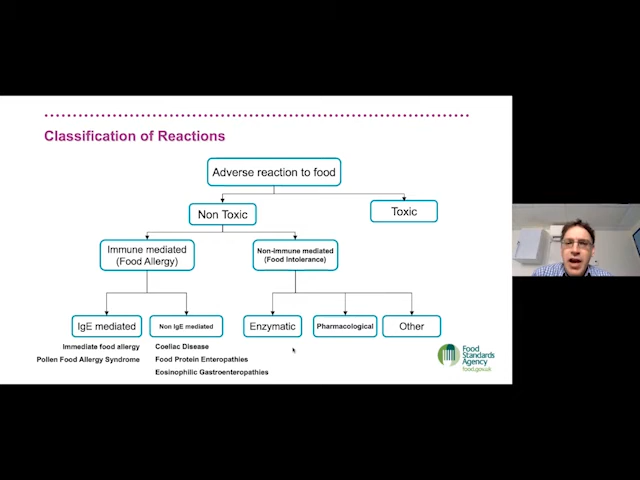 Classification of Reactions
Adverse reaction to food
Non Toxic
Toxic
Immune mediated
(Food Allergy)
Non-immune mediated
(Food Intolerance)
IgE mediated
Non IgE mediated
Enzymatic
Pharmacological
Other
Immediate food allergy
Pollen Food Allergy Syndrome
Coeliac Disease
Food Protein Enteropathies
Eosinophilic Gastroenteropathies
Food
Standards
Agency
food.gov.uk